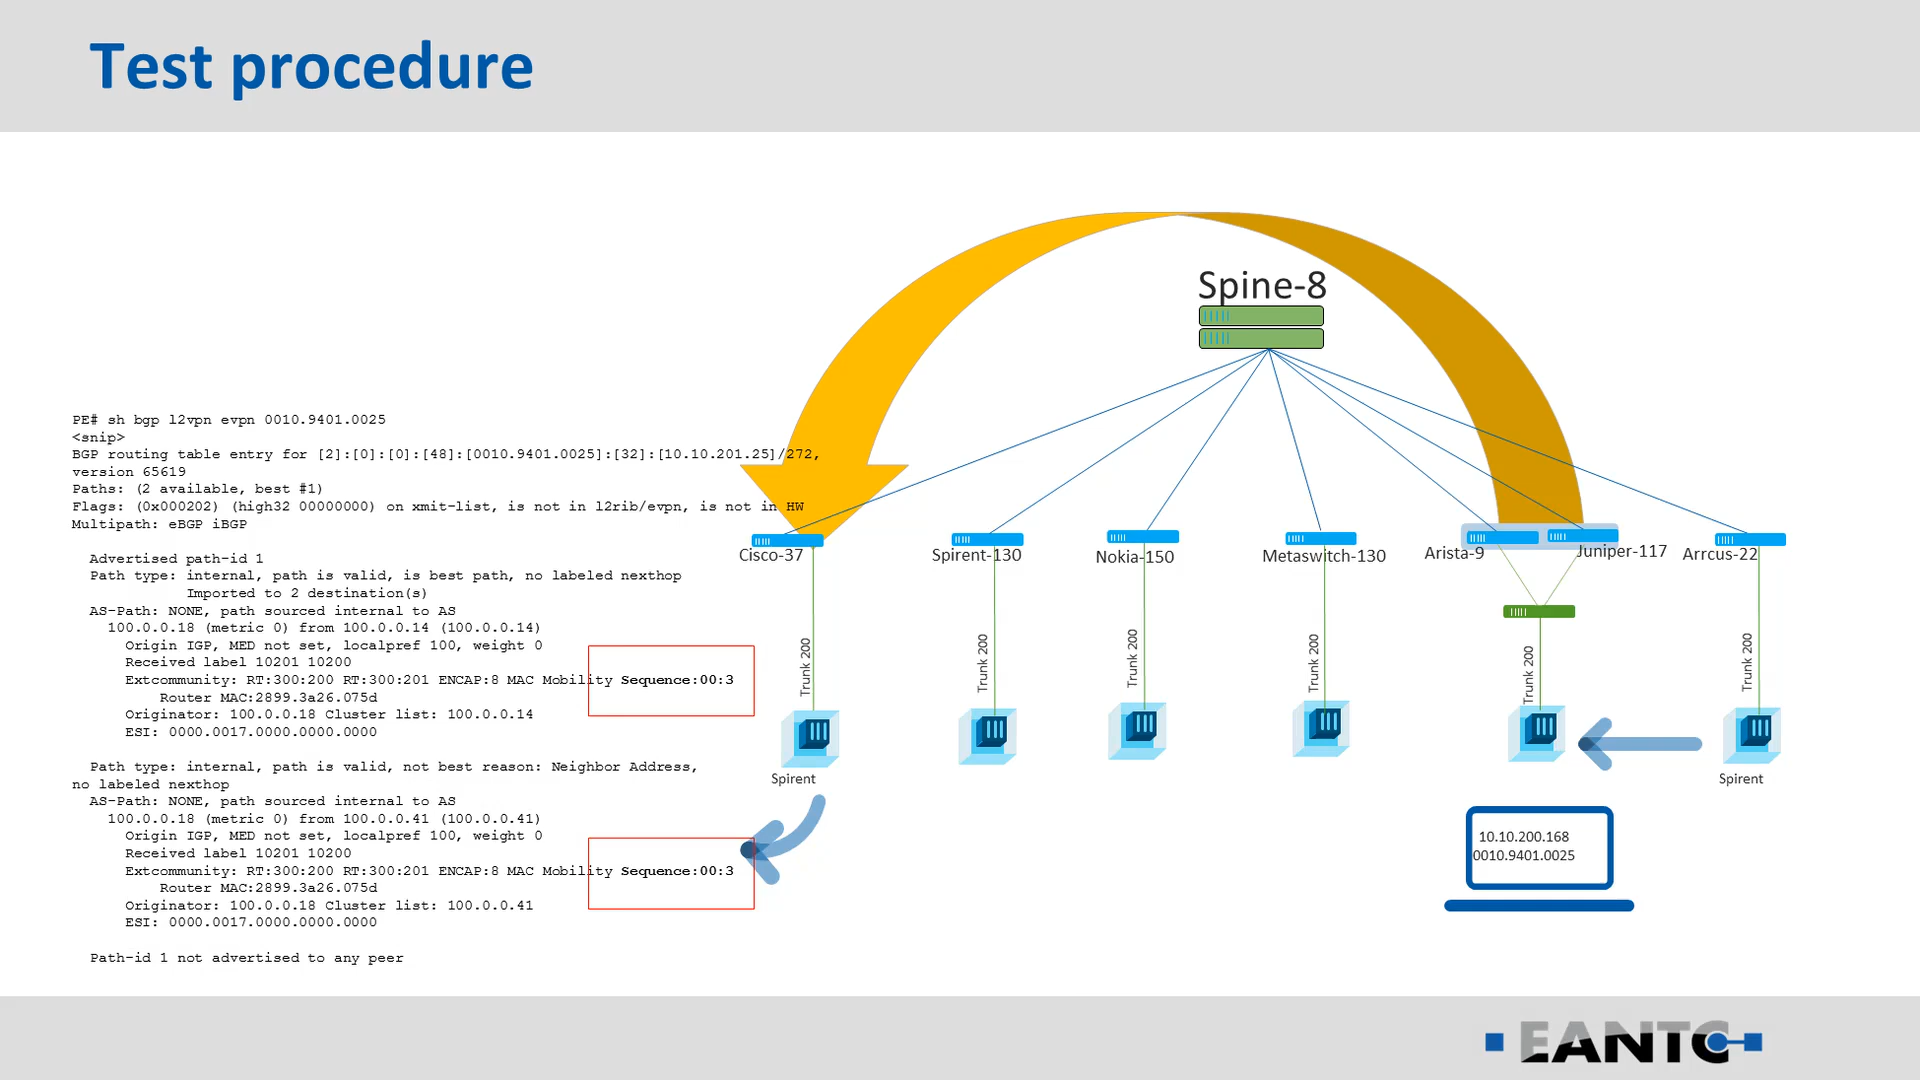 Test procedure
Spine-8
PE# sh bgp l2vpn evpn 0010.9401.0025
<snip>
BGP routing table entry for [2]:[0]:[0]:[48]:[0010.9401.0025]:[32]:[10.10.201.25]/272,
version 65619
Paths: (2 available, best #1)
Flags: (0x000202) (high32 00000000) on xmit-list, is not in l2rib/evpn, is not in HW
Multipath: eBGP iBGP
Advertised path-id 1
Path type: internal, path is valid, is best path, no labeled nexthop
Imported to 2 destination(s)
AS-Path: NONE, path sourced internal to AS
100.0.0.18 (metric 0) from 100.0.0.14 (100.0.0.14)
Origin IGP, MED not set, localpref 100, weight 0
Received label 10201 10200
Extcommunity: RT:300:200 RT:300:201 ENCAP:8 MAC Mobility Sequence:00:3
Router MAC:2899.3a26.075d
Originator: 100.0.0.18 Cluster list: 100.0.0.14
ESI: 0000.0017.0000.0000.0000
Path type: internal, path is valid, not best reason: Neighbor Address,
no labeled nexthop
AS-Path: NONE, path sourced internal to AS
100.0.0.18 (metric 0) from 100.0.0.41 (100.0.0.41)
Origin IGP, MED not set, localpref 100, weight 0
Received label 10201 10200
Extcommunity: RT:300:200 RT:300:201 ENCAP:8 MAC Mobility Sequence:00:3
Router MAC:2899.3a26.075d
Originator: 100.0.0.18 Cluster list: 100.0.0.41
ESI: 0000.0017.0000.0000.0000
Path-id 1 not advertised to any peer
Cisco-37
Spirent-130
Nokia-150
Metaswitch-130
Arista-9
Juniper-117
Arrcus-22
Trunk 200
Trunk 200
Trunk 200
Trunk 200
Trunk 200
Trunk 200
Spirent
Spirent
10.10.200.168
0010.9401.0025
EANTC